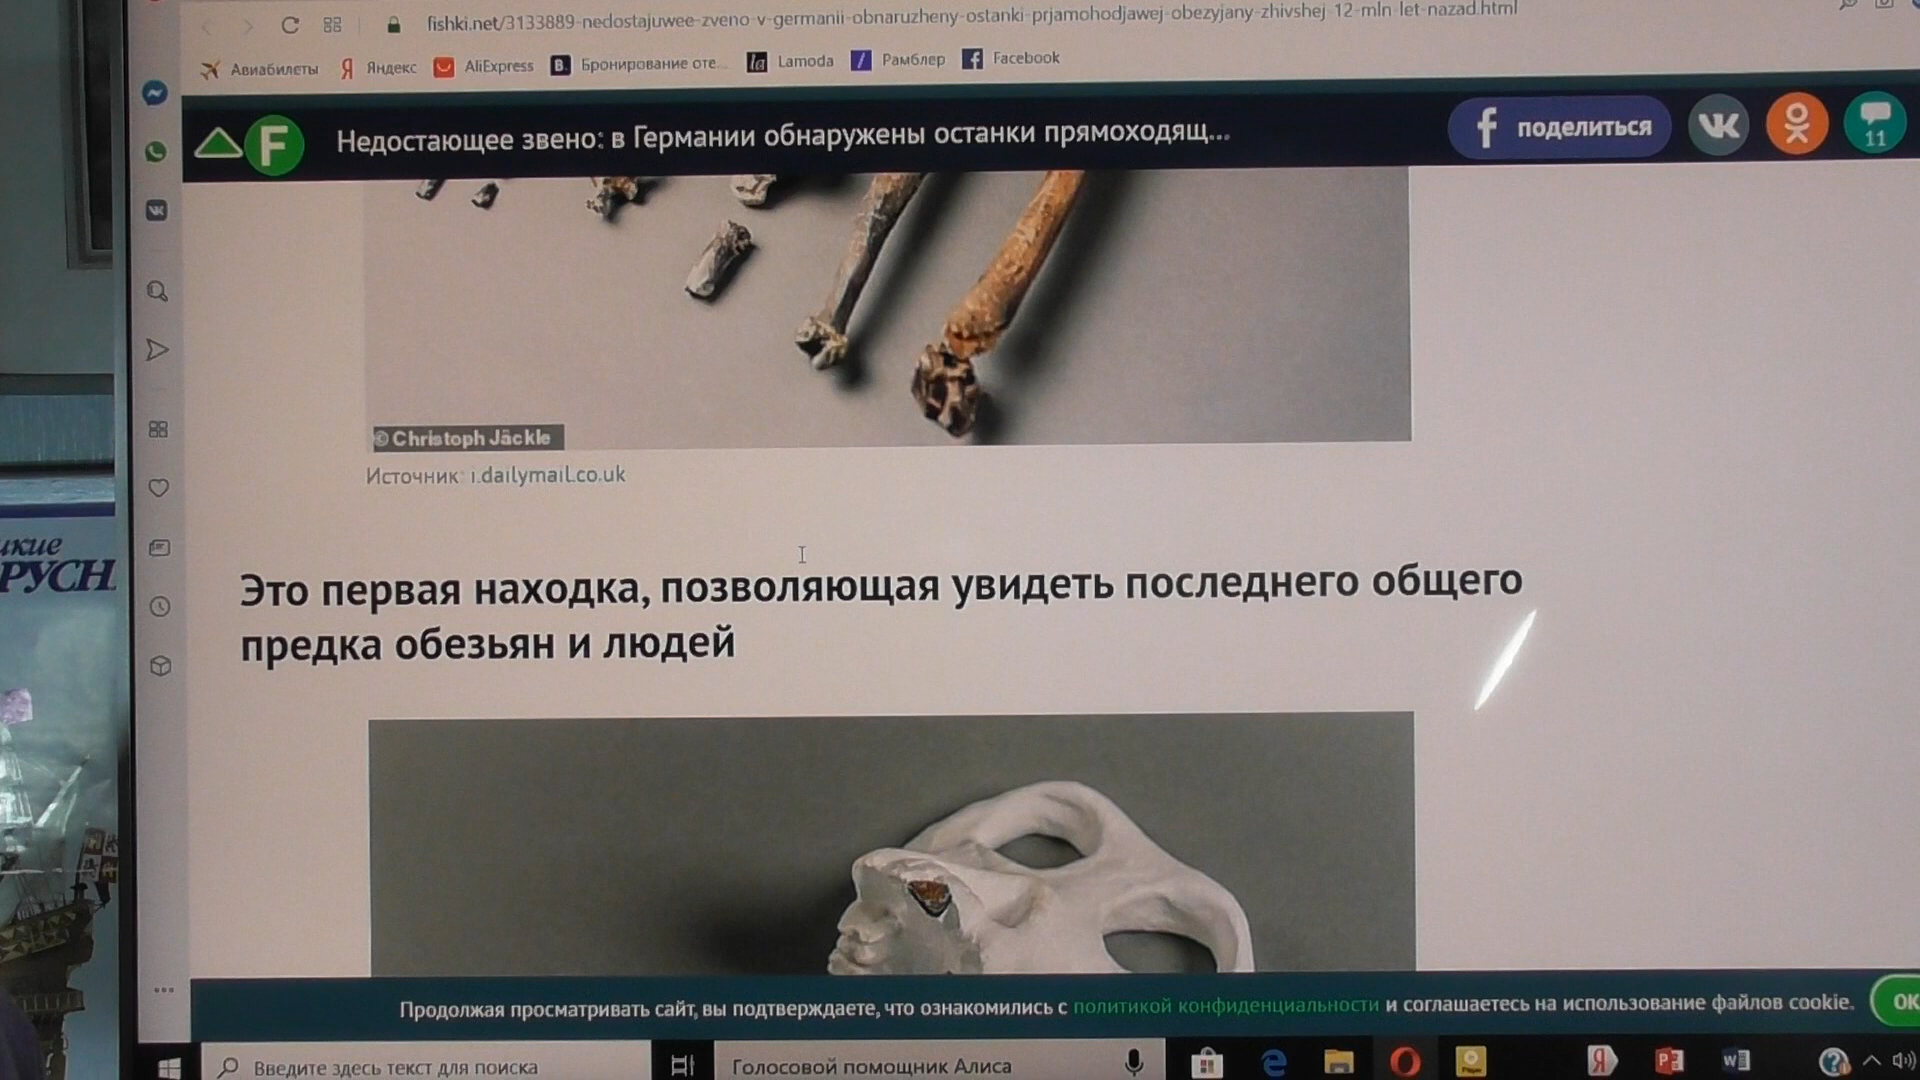 fishki.net/3133889-nedostajuwee-zveno-v-germanii-obnaruzheny-ostanki-prjamohodjawej-obezyjany-zhivshej-12-mln-let-nazad.html
Авиабилеты Яндекс AliExpress Бронирование оте... Lamoda Рамблер Facebook
F Недостающее звено: в Германии обнаружены останки прямоходящ... f поделиться 11
© Christoph Jäckle
Источник: i.dailymail.co.uk
Это первая находка, позволяющая увидеть последнего общего
предка обезьян и людей
РУСИ
Продолжая просматривать сайт, вы подтверждаете, что ознакомились с политикой конфиденциальности и соглашаетесь на использование файлов cookie. ОК
Введите здесь текст для поиска Голосовой помощник Алиса